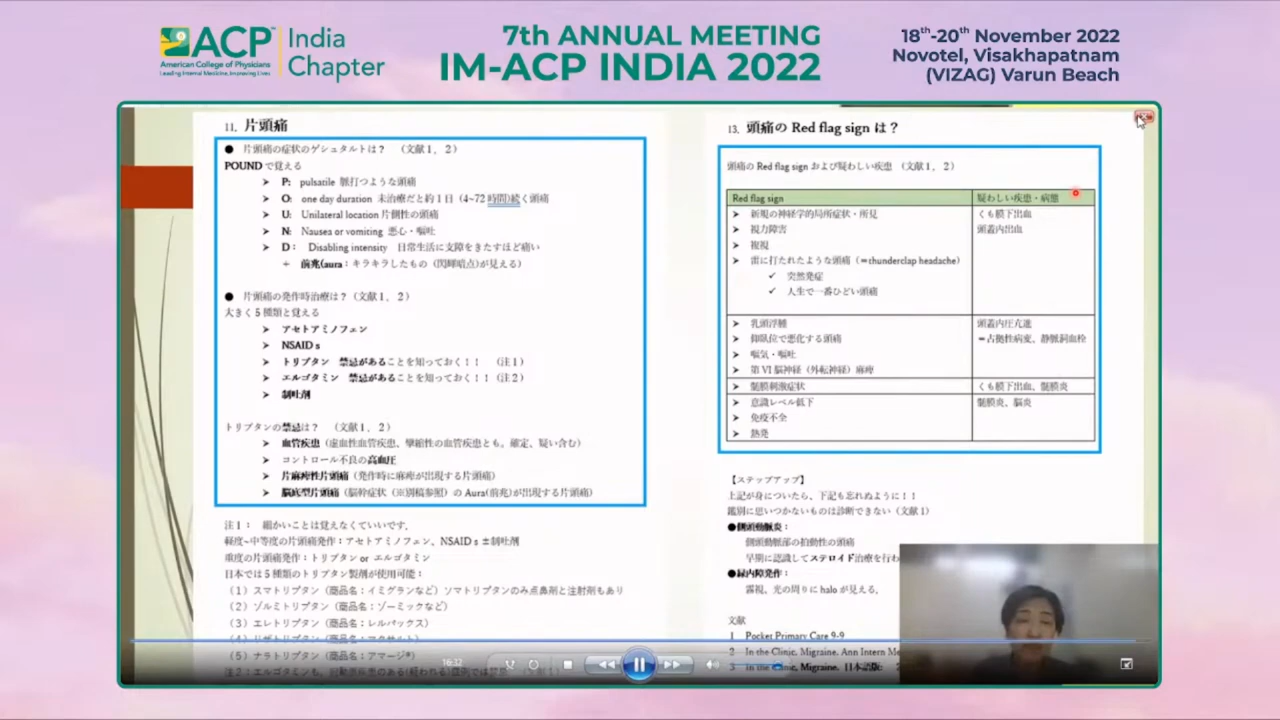 ACP
American College of Physicians
Leading Internal Medicine, Improving Lives
India
Chapter
7th ANNUAL MEETING
IM-ACP INDIA 2022
18th-20th November 2022
Novotel, Visakhapatnam
(VIZAG) Varun Beach
11. 片頭痛
● 片頭痛の症状のゲシュタルトは？（文献１，２）
POUND で覚える
➤ P: pulsatile 脈打つような頭痛
➤ O: one day duration 未治療だと約１日（4~72 時間)続く頭痛
➤ U: Unilateral location 片側性の頭痛
➤ N: Nausea or vomiting 悪心・嘔吐
➤ D： Disabling intensity 日常生活に支障をきたすほど痛い
＋ 前兆(aura：キラキラしたもの（閃輝暗点)が見える）
● 片頭痛の発作時治療は？（文献１，２）
大きく５種類と覚える
➤ アセトアミノフェン
➤ NSAID s
➤ トリプタン 禁忌があることを知っておく！！ （注１）
➤ エルゴタミン 禁忌があることを知っておく！！（注２）
➤ 制吐剤
トリプタンの禁忌は？ （文献１，２）
➤ 血管疾患（虚血性血管疾患、攣縮性の血管疾患とも。確定、疑い含む）
➤ コントロール不良の高血圧
➤ 片麻痺性片頭痛（発作時に麻痺が出現する片頭痛）
➤ 脳底型片頭痛（脳幹症状（※別稿参照）の Aura(前兆)が出現する片頭痛）
注１： 細かいことは覚えなくていいです。
軽度~中等度の片頭痛発作：アセトアミノフェン、NSAID s ±制吐剤
重度の片頭痛発作：トリプタン or エルゴタミン
日本では５種類のトリプタン製剤が使用可能：
（１）スマトリプタン（商品名：イミグランなど）ソマトリプタンのみ点鼻剤と注射剤もあり
（２）ゾルミトリプタン（商品名：ゾーミックなど）
（３）エレトリプタン（商品名：レルパックス）
（４）リザトリプタン（商品名：マクサルト）
（５）ナラトリプタン（商品名：アマージ®）
16:32
13. 頭痛の Red flag sign は？
頭痛の Red flag sign および疑わしい疾患 （文献１，２）
Red flag sign 疑わしい疾患・病態
➤ 新規の神経学的局所症状・所見 くも膜下出血
➤ 視力障害 頭蓋内出血
➤ 複視
➤ 雷に打たれたような頭痛（＝thunderclap headache）
✓ 突然発症
✓ 人生で一番ひどい頭痛
➤ 乳頭浮腫 頭蓋内圧亢進
➤ 仰臥位で悪化する頭痛 ＝占拠性病変、静脈洞血栓
➤ 嘔気・嘔吐
➤ 第 VI 脳神経（外転神経）麻痺
➤ 髄膜刺激症状 くも膜下出血、髄膜炎
➤ 意識レベル低下 髄膜炎、脳炎
➤ 免疫不全
➤ 熱発
【ステップアップ】
上記が身についたら、下記も忘れぬように！！
鑑別に思いつかないものは診断できない（文献１）
●側頭動脈炎：
側頭動脈部の拍動性の頭痛
早期に認識してステロイド治療を行わ
●緑内障発作：
霧視、光の周りに halo が見える。
文献
1 Pocket Primary Care 9-9
2 In the Clinic. Migraine. Ann Intern Me
3 In the Clinic. Migraine. 日本語版: